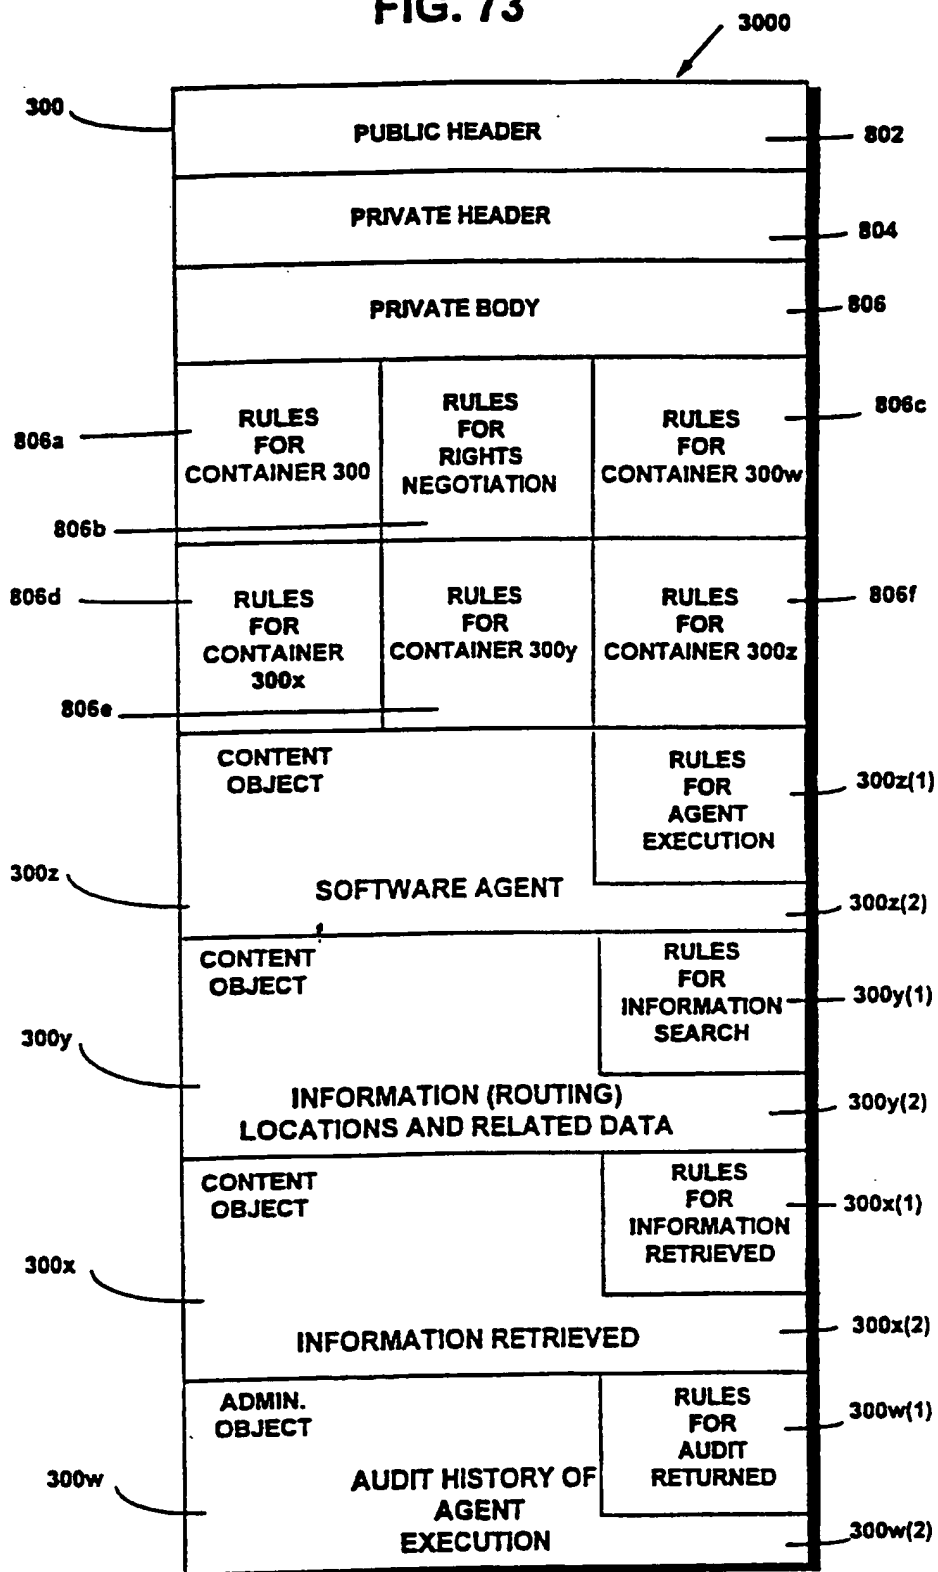 FIG. 73
3000
300
PUBLIC HEADER
802
PRIVATE HEADER
804
PRIVATE BODY
806
806a
RULES
FOR
CONTAINER 300
RULES
FOR
RIGHTS
NEGOTIATION
RULES
FOR
CONTAINER 300w
806c
806b
806d
RULES
FOR
CONTAINER
300x
RULES
FOR
CONTAINER 300y
RULES
FOR
CONTAINER 300z
806f
806e
CONTENT
OBJECT
RULES
FOR
AGENT
EXECUTION
300z(1)
300z
SOFTWARE AGENT
300z(2)
CONTENT
OBJECT
RULES
FOR
INFORMATION
SEARCH
300y(1)
300y
INFORMATION (ROUTING)
LOCATIONS AND RELATED DATA
300y(2)
CONTENT
OBJECT
RULES
FOR
INFORMATION
RETRIEVED
300x(1)
300x
INFORMATION RETRIEVED
300x(2)
ADMIN.
OBJECT
RULES
FOR
AUDIT
RETURNED
300w(1)
300w
AUDIT HISTORY OF
AGENT
EXECUTION
300w(2)